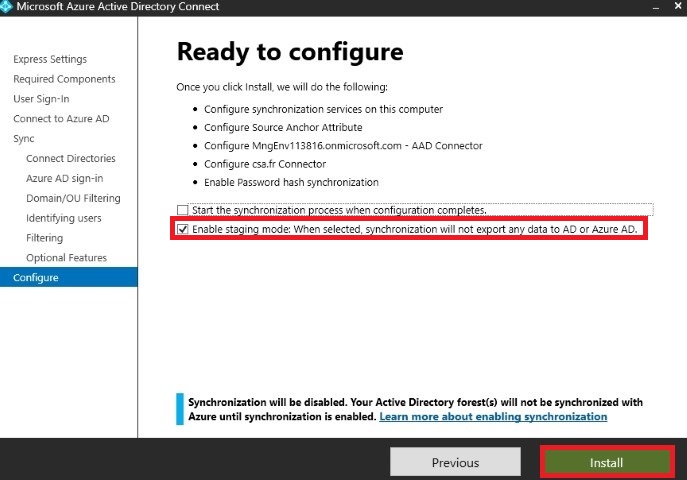 Microsoft Azure Active Directory Connect
Express Settings
Required Components
User Sign-In
Connect to Azure AD
Sync
Connect Directories
Azure AD sign-in
Domain/OU Filtering
Identifying users
Filtering
Optional Features
Configure
Ready to configure
Once you click Install, we will do the following:
• Configure synchronization services on this computer
• Configure Source Anchor Attribute
• Configure MngEnv113816.onmicrosoft.com - AAD Connector
• Configure csa.fr Connector
• Enable Password hash synchronization
Start the synchronization process when configuration completes.
Enable staging mode: When selected, synchronization will not export any data to AD or Azure AD.
Synchronization will be disabled. Your Active Directory forest(s) will not be synchronized with
Azure until synchronization is enabled. Learn more about enabling synchronization
Previous
Install